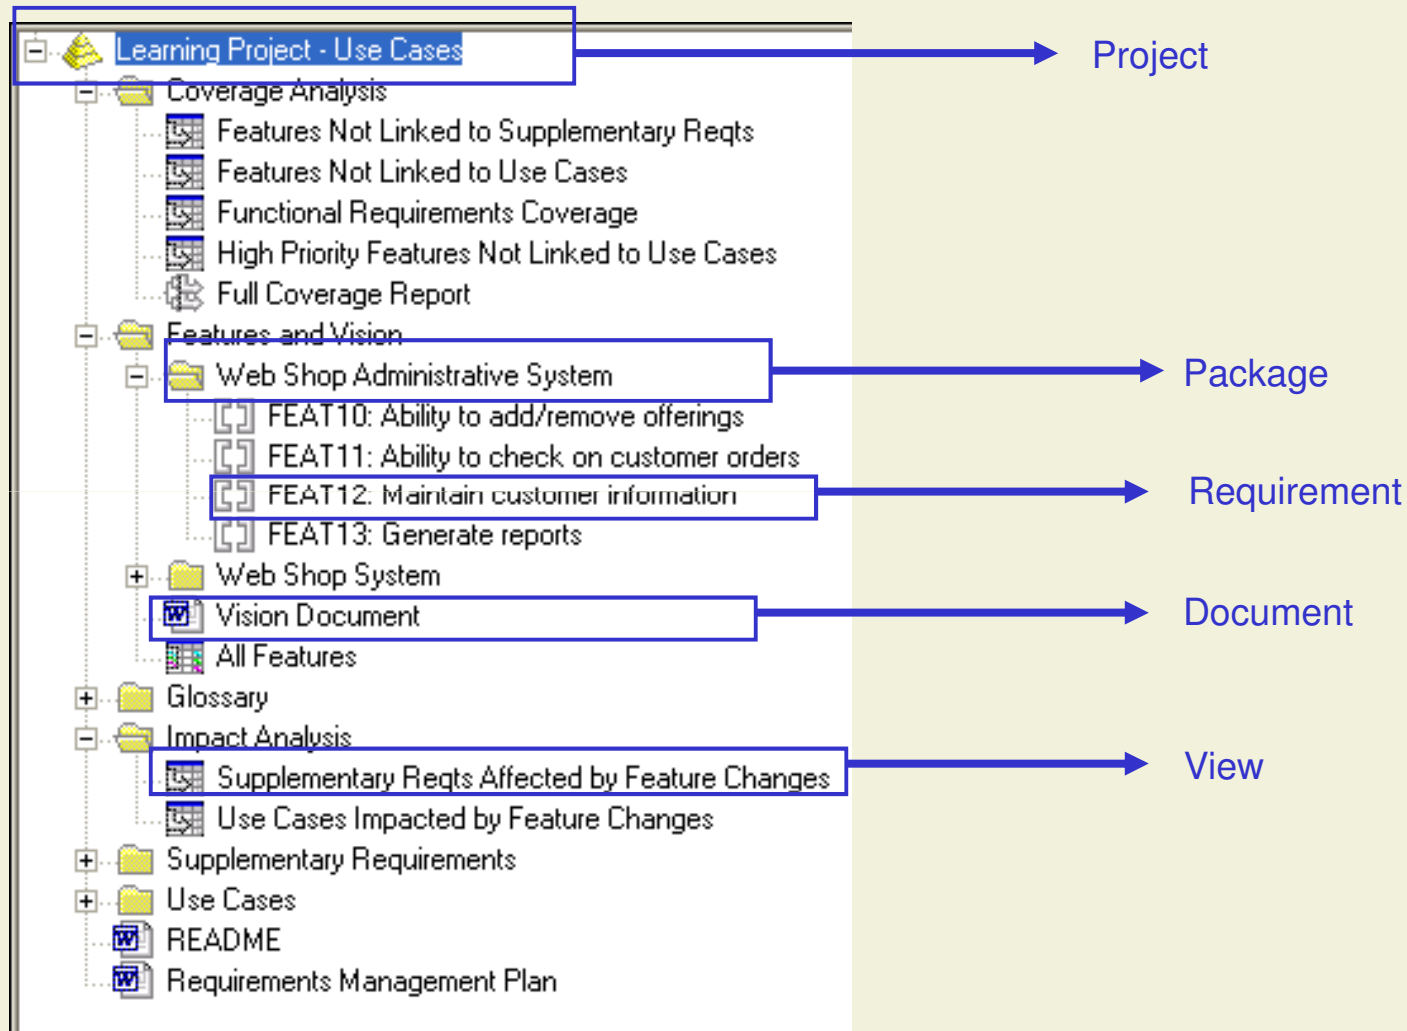 Learning Project - Use Cases
Project
Coverage Analysis
Features Not Linked to Supplementary Reqts
Features Not Linked to Use Cases
Functional Requirements Coverage
High Priority Features Not Linked to Use Cases
Full Coverage Report
Features and Vision
Web Shop Administrative System
Package
FEAT10: Ability to add/remove offerings
FEAT11: Ability to check on customer orders
FEAT12: Maintain customer information
Requirement
FEAT13: Generate reports
Web Shop System
Vision Document
Document
All Features
Glossary
Impact Analysis
Supplementary Reqts Affected by Feature Changes
View
Use Cases Impacted by Feature Changes
Supplementary Requirements
Use Cases
README
Requirements Management Plan